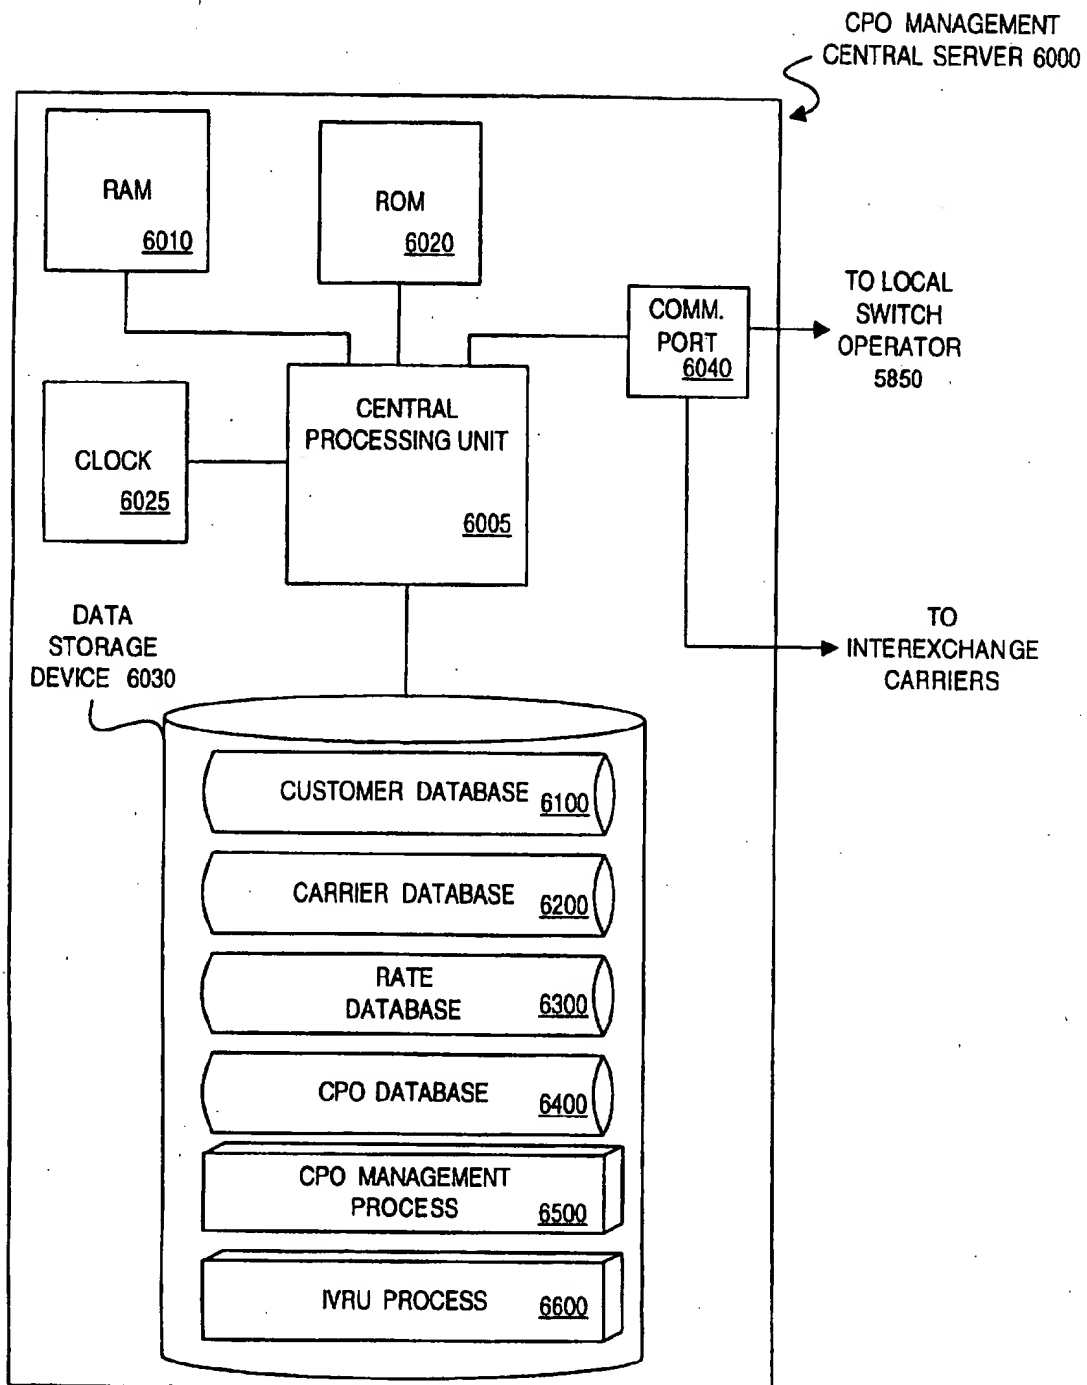 CPO MANAGEMENT
CENTRAL SERVER 6000
RAM
6010
ROM
6020
COMM.
PORT
6040
TO LOCAL
SWITCH
OPERATOR
5850
CLOCK
6025
CENTRAL
PROCESSING UNIT
6005
DATA
STORAGE
DEVICE 6030
TO
INTEREXCHANGE
CARRIERS
CUSTOMER DATABASE 6100
CARRIER DATABASE 6200
RATE
DATABASE 6300
CPO DATABASE 6400
CPO MANAGEMENT
PROCESS 6500
IVRU PROCESS 6600